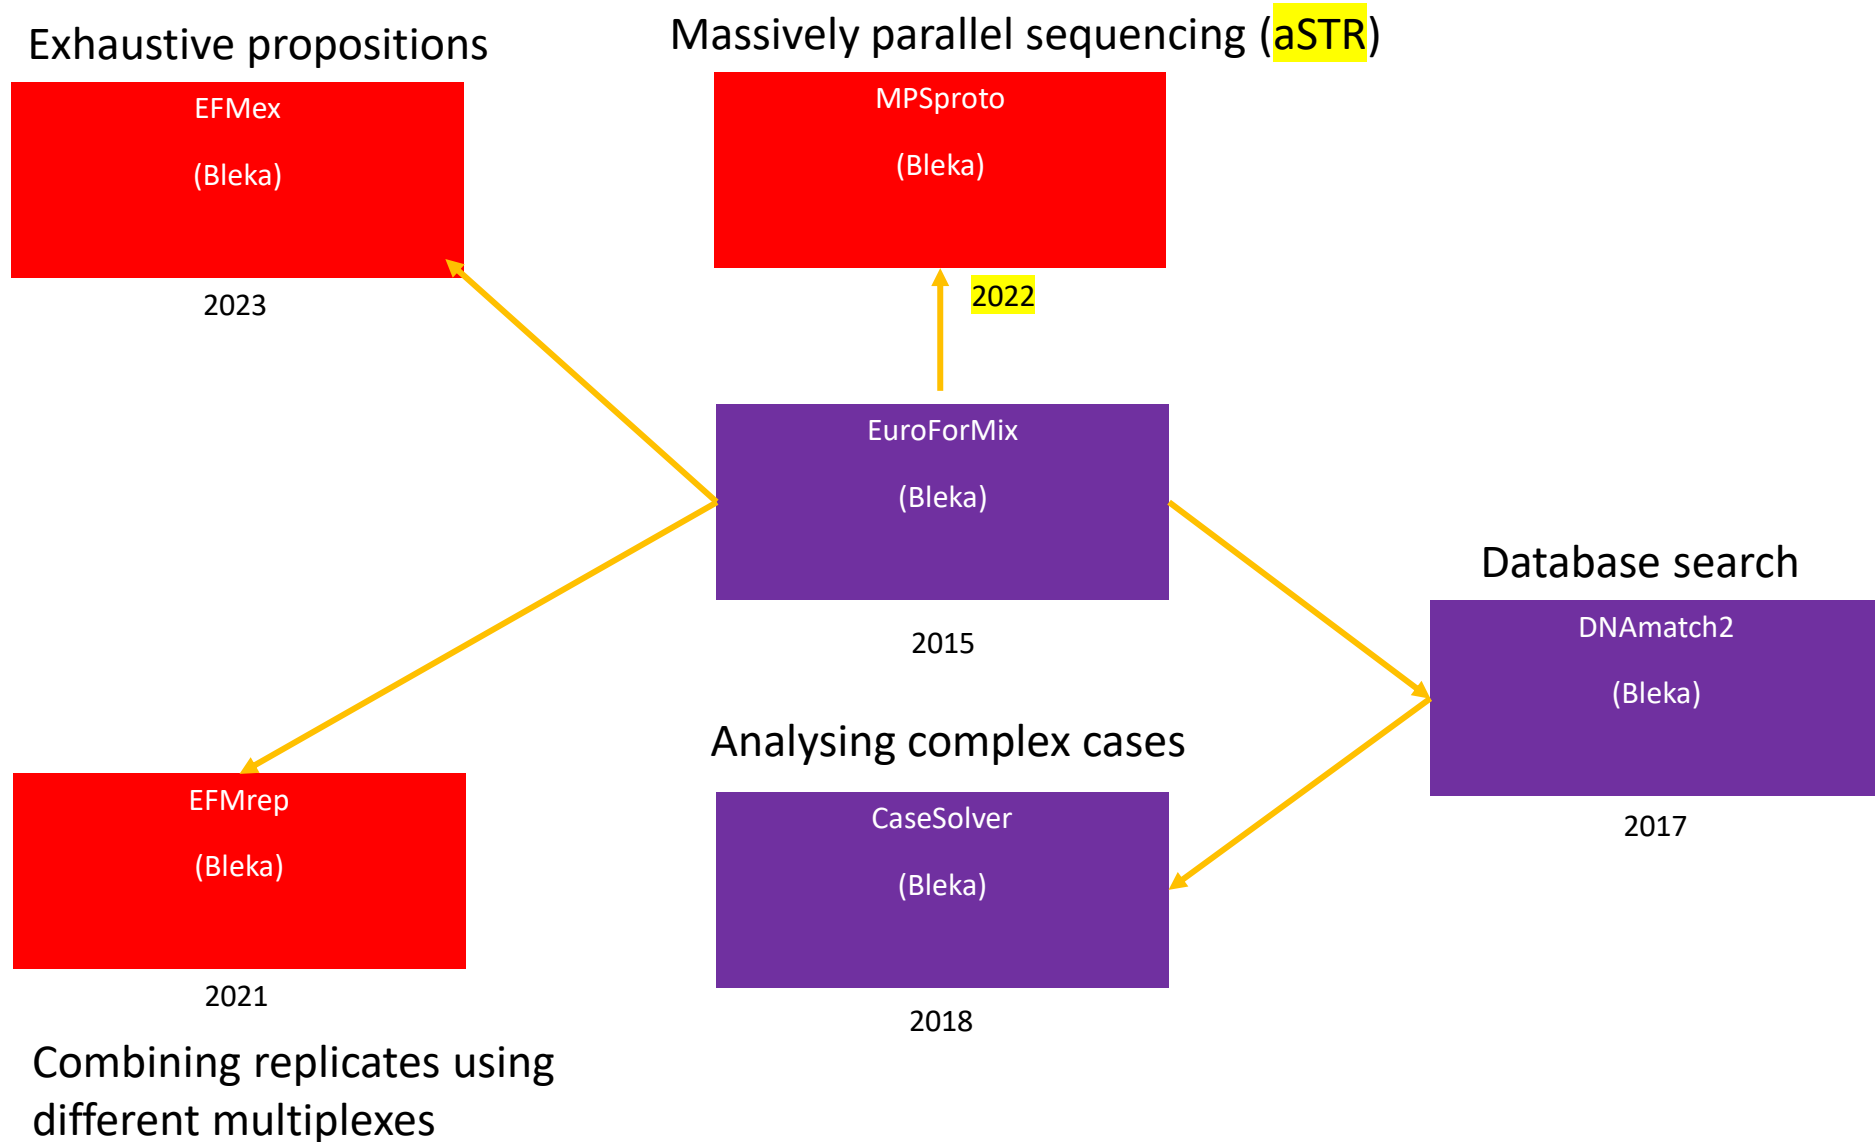 Exhaustive propositions
EFMex
(Bleka)
2023
Massively parallel sequencing (aSTR)
MPSproto
(Bleka)
2022
EuroForMix
(Bleka)
2015
Database search
DNAmatch2
(Bleka)
2017
Analysing complex cases
CaseSolver
(Bleka)
2018
EFMrep
(Bleka)
2021
Combining replicates using
different multiplexes